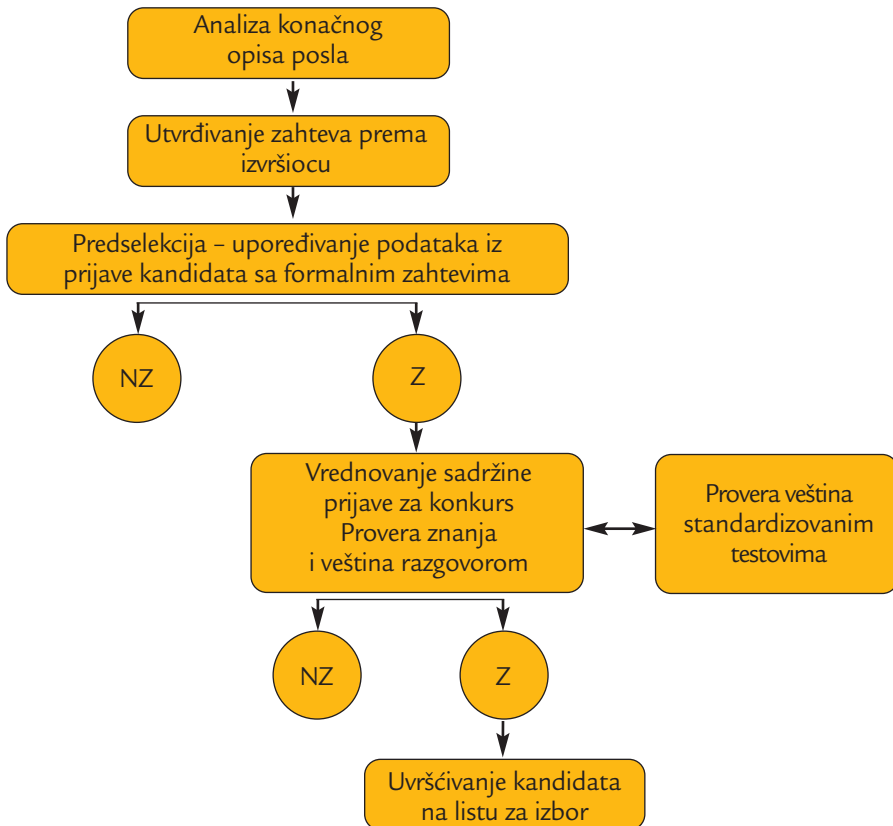 Analiza konačnog
opisa posla
Utvrđivanje zahteva prema
izvršiocu
Predselekcija – upoređivanje podataka iz
prijave kandidata sa formalnim zahtevima
NZ
Z
Vrednovanje sadržine
prijave za konkurs
Provera znanja
i veština razgovorom
Provera veština
standardizovanim
testovima
NZ
Z
Uvršćivanje kandidata
na listu za izbor